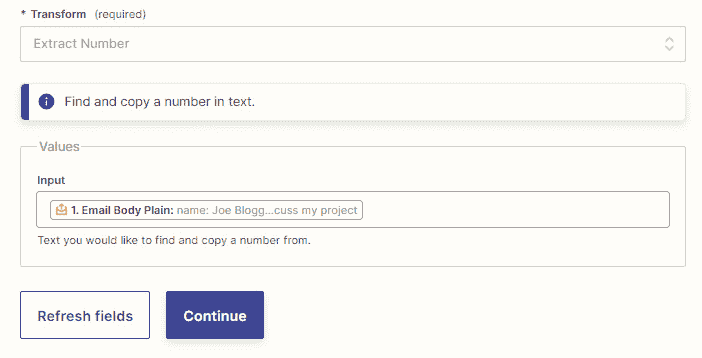 * Transform (required)
Extract Number
Find and copy a number in text.
Values
Input
1. Email Body Plain: name: Joe Blogg...cuss my project
Text you would like to find and copy a number from.
Refresh fields
Continue